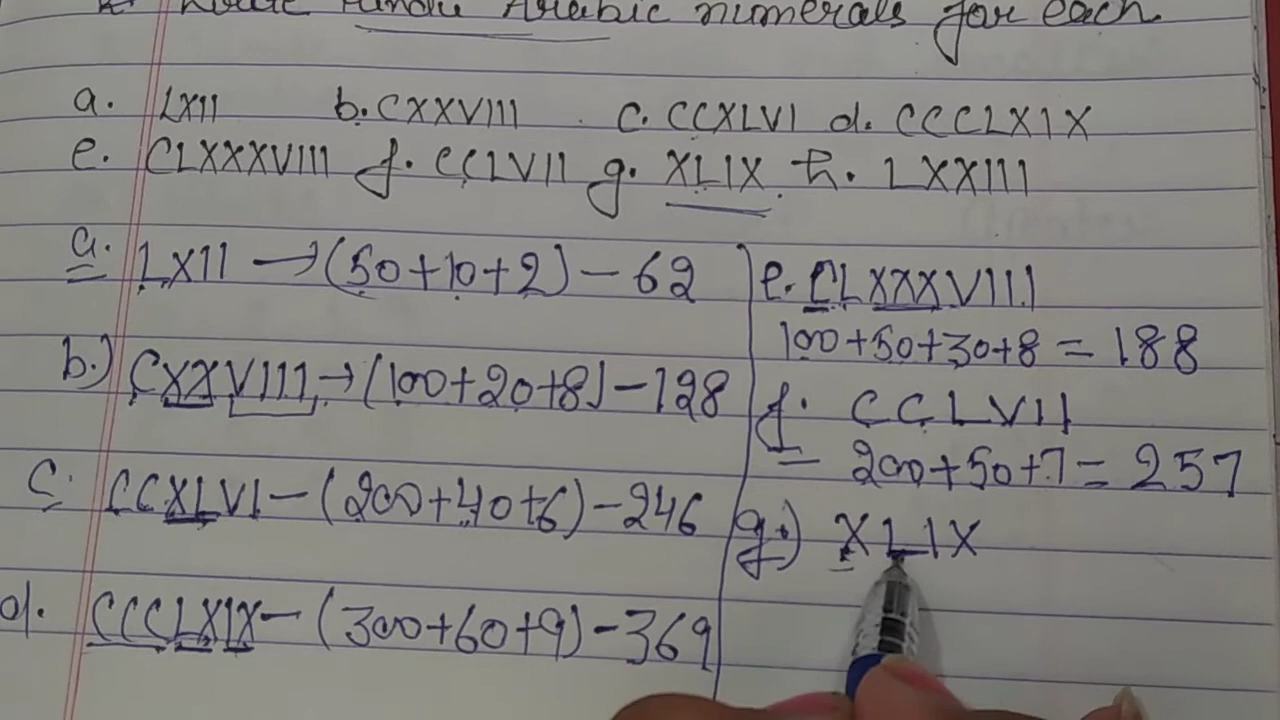 Hindu Arabic numerals for each
a. LXII b. CXXVIII c. CCXLVI d. CCCLXIX
e. CLXXXVIII f. CCLVII g. XLIX h. LXXIII
a. LXII → (50+10+2) - 62
b.) CXXVIII → (100+20+8) - 128
c. CCXLVI - (200+40+6) - 246
d. CCCLXIX - (300+60+9) - 369
e. CLXXXVIII
100+50+30+8 = 188
f. CCLVII
= 200+50+7 = 257
g.) XLIX